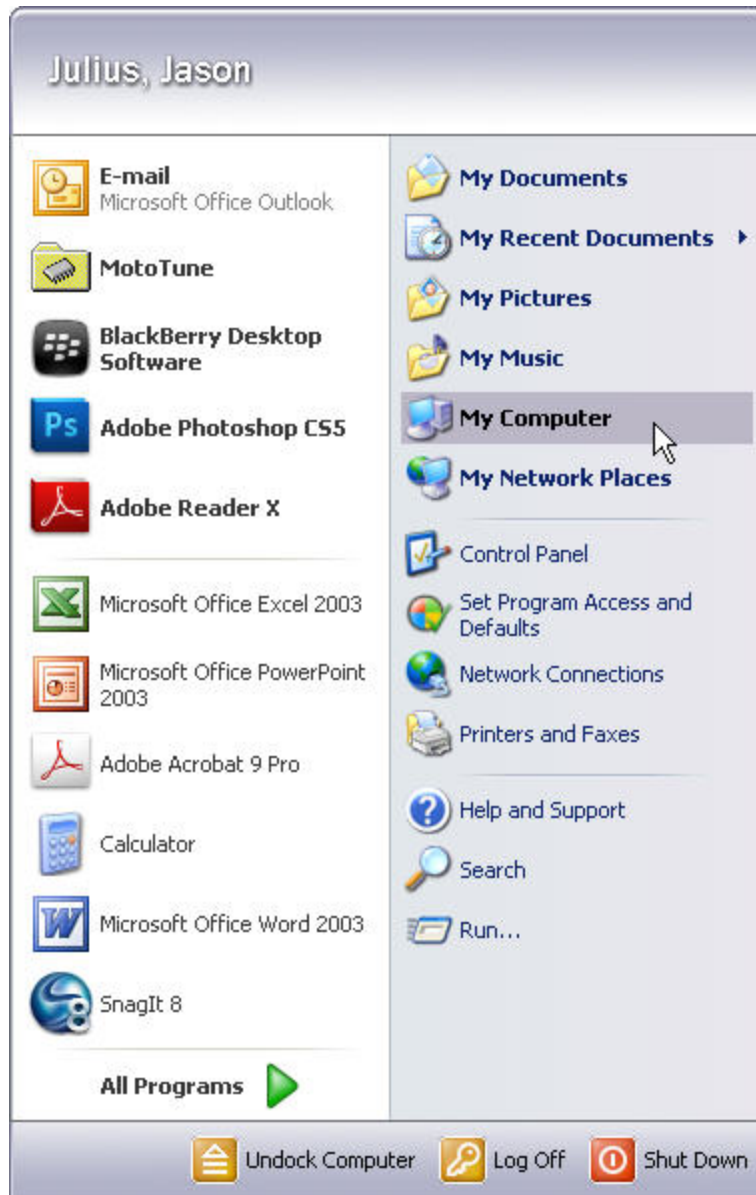 Julius, Jason
E-mail
Microsoft Office Outlook
MotoTune
BlackBerry Desktop
Software
Ps
Adobe Photoshop CS5
Adobe Reader X
Microsoft Office Excel 2003
Microsoft Office PowerPoint
2003
Adobe Acrobat 9 Pro
Calculator
Microsoft Office Word 2003
SnagIt 8
All Programs
My Documents
My Recent Documents
My Pictures
My Music
My Computer
My Network Places
Control Panel
Set Program Access and
Defaults
Network Connections
Printers and Faxes
Help and Support
Search
Run...
Undock Computer
Log Off
Shut Down